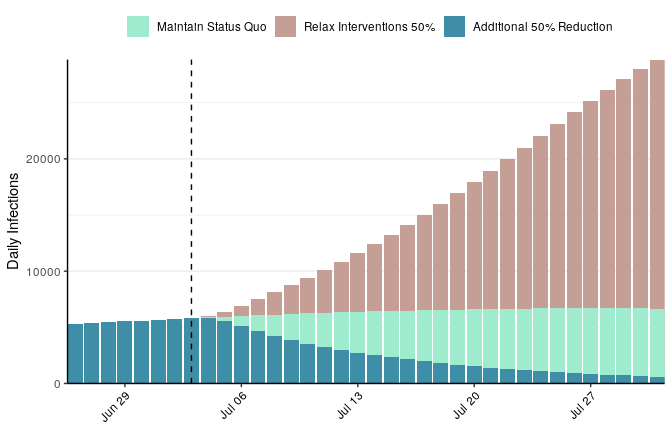 Maintain Status Quo Relax Interventions 50% Additional 50% Reduction
Daily Infections
20000
10000
0
Jun 29 Jul 06 Jul 13 Jul 20 Jul 27